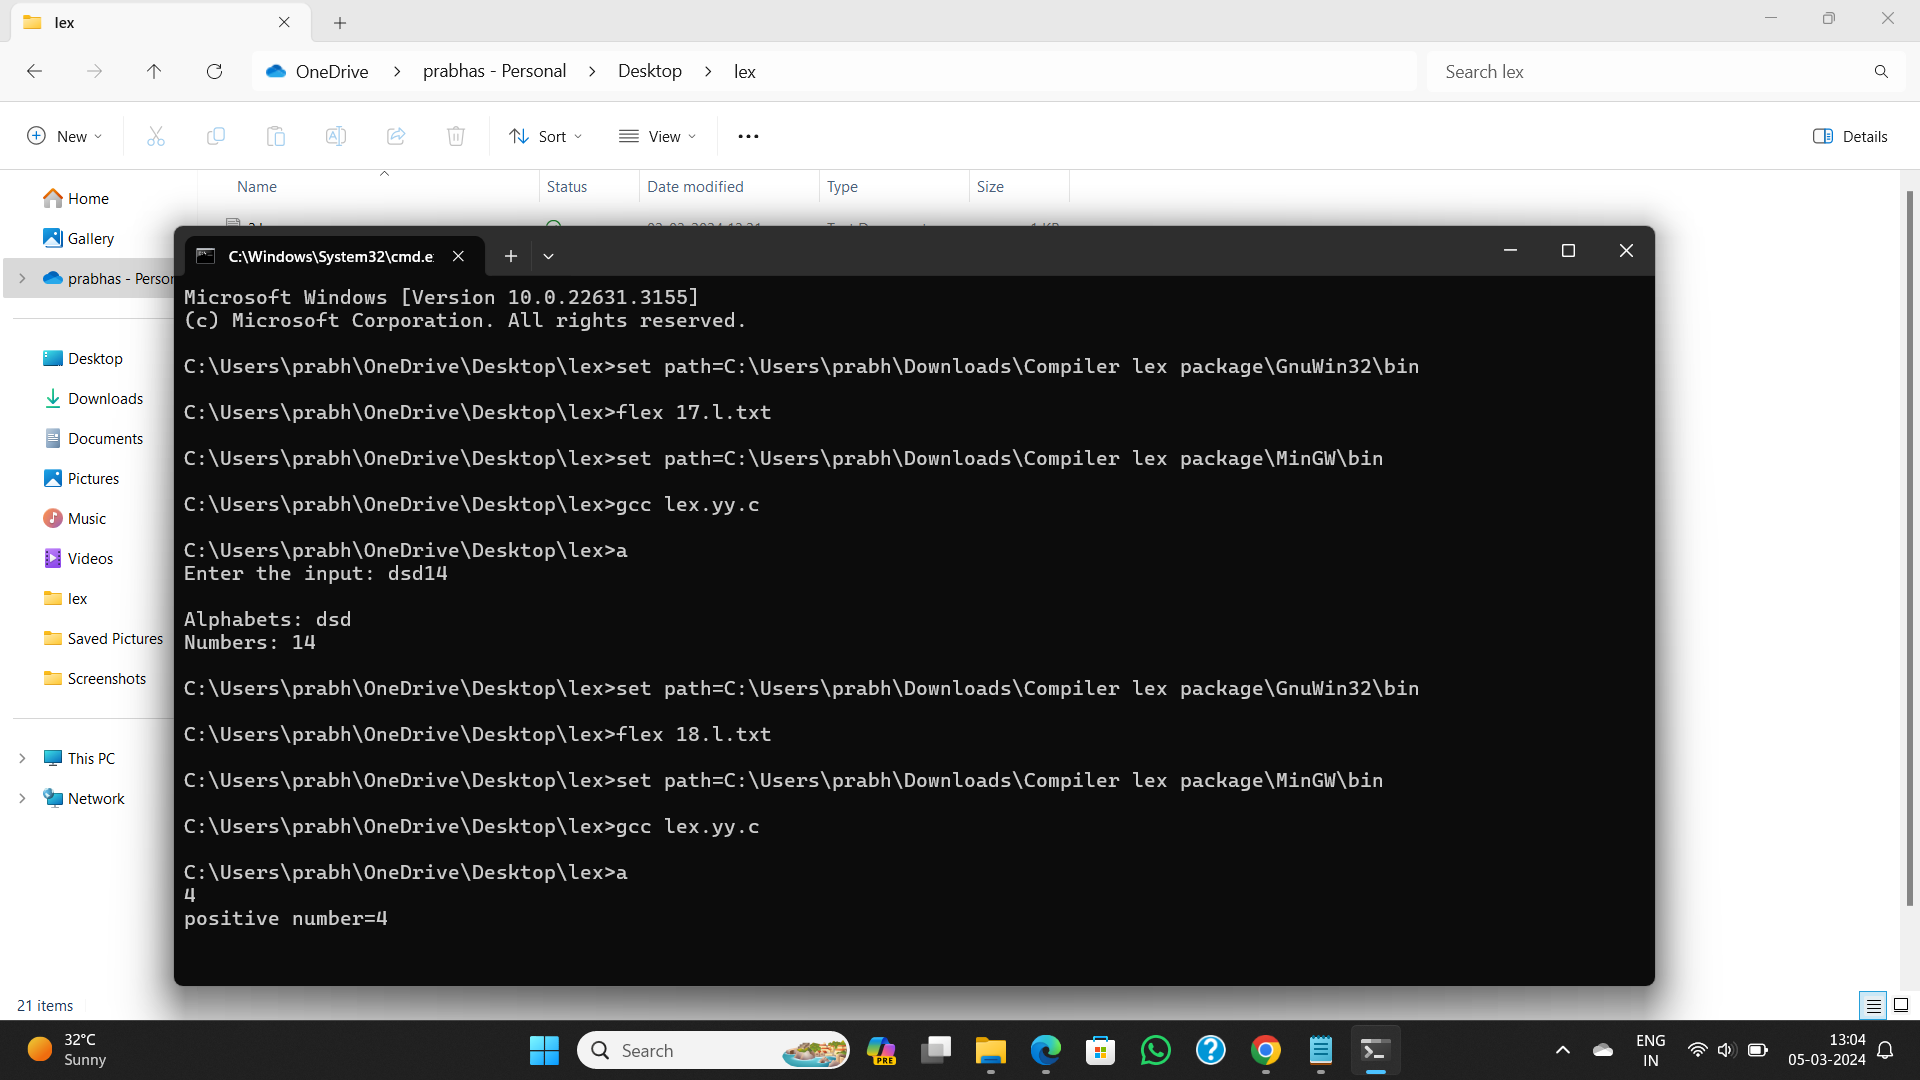 lex
OneDrive > prabhas - Personal > Desktop > lex
Search lex
New
Sort
View
Details
Name Status Date modified Type Size
Home
Gallery
prabhas - Person
Desktop
Downloads
Documents
Pictures
Music
Videos
lex
Saved Pictures
Screenshots
This PC
Network
C:\Windows\System32\cmd.e
Microsoft Windows [Version 10.0.22631.3155]
(c) Microsoft Corporation. All rights reserved.
C:\Users\prabh\OneDrive\Desktop\lex>set path=C:\Users\prabh\Downloads\Compiler lex package\GnuWin32\bin
C:\Users\prabh\OneDrive\Desktop\lex>flex 17.l.txt
C:\Users\prabh\OneDrive\Desktop\lex>set path=C:\Users\prabh\Downloads\Compiler lex package\MinGW\bin
C:\Users\prabh\OneDrive\Desktop\lex>gcc lex.yy.c
C:\Users\prabh\OneDrive\Desktop\lex>a
Enter the input: dsd14
Alphabets: dsd
Numbers: 14
C:\Users\prabh\OneDrive\Desktop\lex>set path=C:\Users\prabh\Downloads\Compiler lex package\GnuWin32\bin
C:\Users\prabh\OneDrive\Desktop\lex>flex 18.l.txt
C:\Users\prabh\OneDrive\Desktop\lex>set path=C:\Users\prabh\Downloads\Compiler lex package\MinGW\bin
C:\Users\prabh\OneDrive\Desktop\lex>gcc lex.yy.c
C:\Users\prabh\OneDrive\Desktop\lex>a
4
positive number=4
21 items
32°C
Sunny
Search
PRE
ENG
IN
13:04
05-03-2024